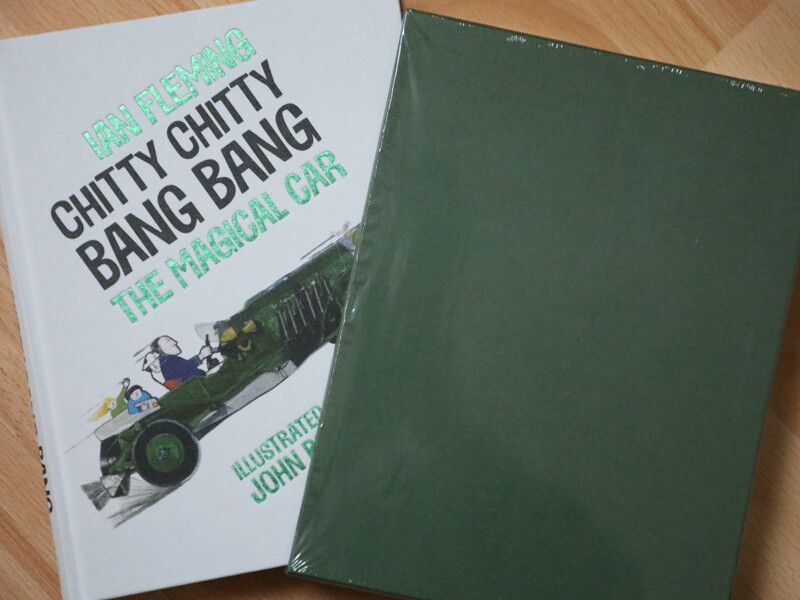 IAN FLEMING
CHITTY CHITTY
BANG BANG
THE MAGICAL CAR
ILLUSTRATED
JOHN